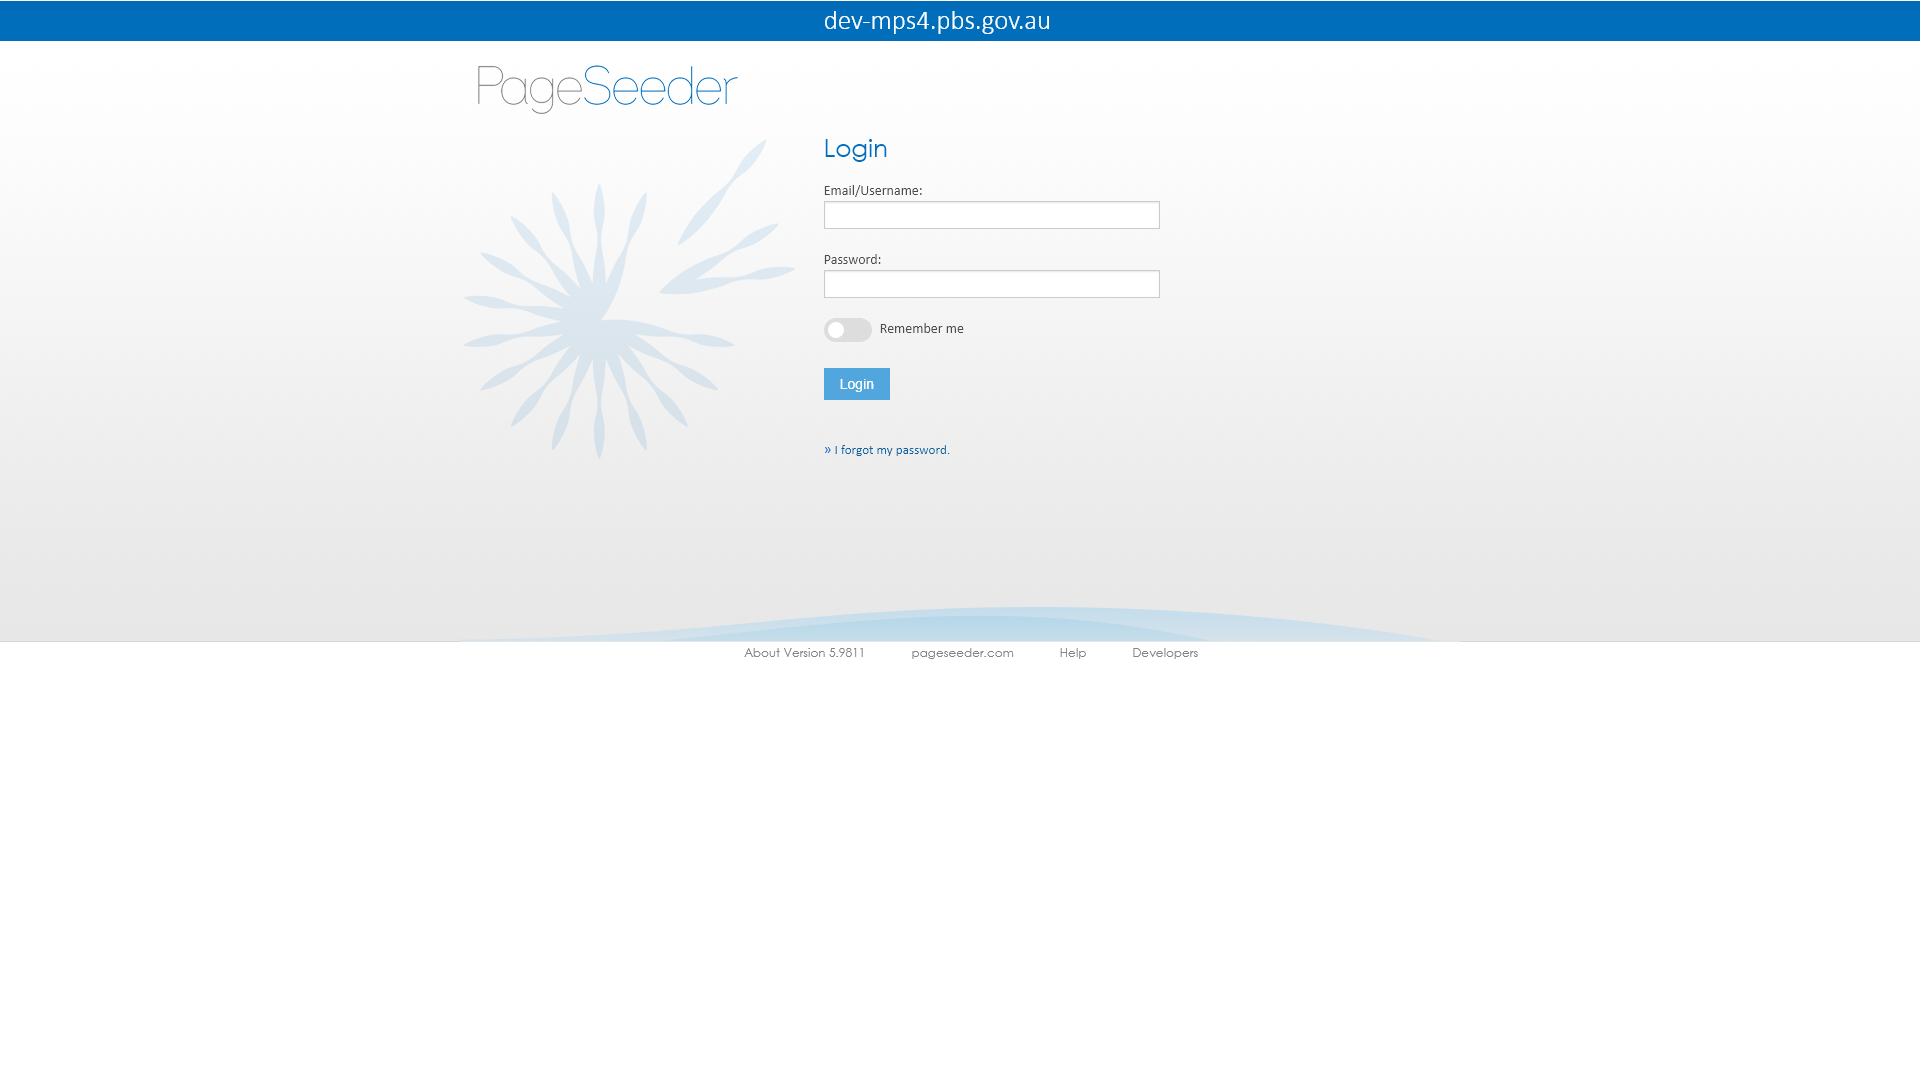 dev-mps4.pbs.gov.au
PageSeeder
Login
Email/Username:
Password:
Remember me
Login
» I forgot my password.
About Version 5.9811 pageseeder.com Help Developers